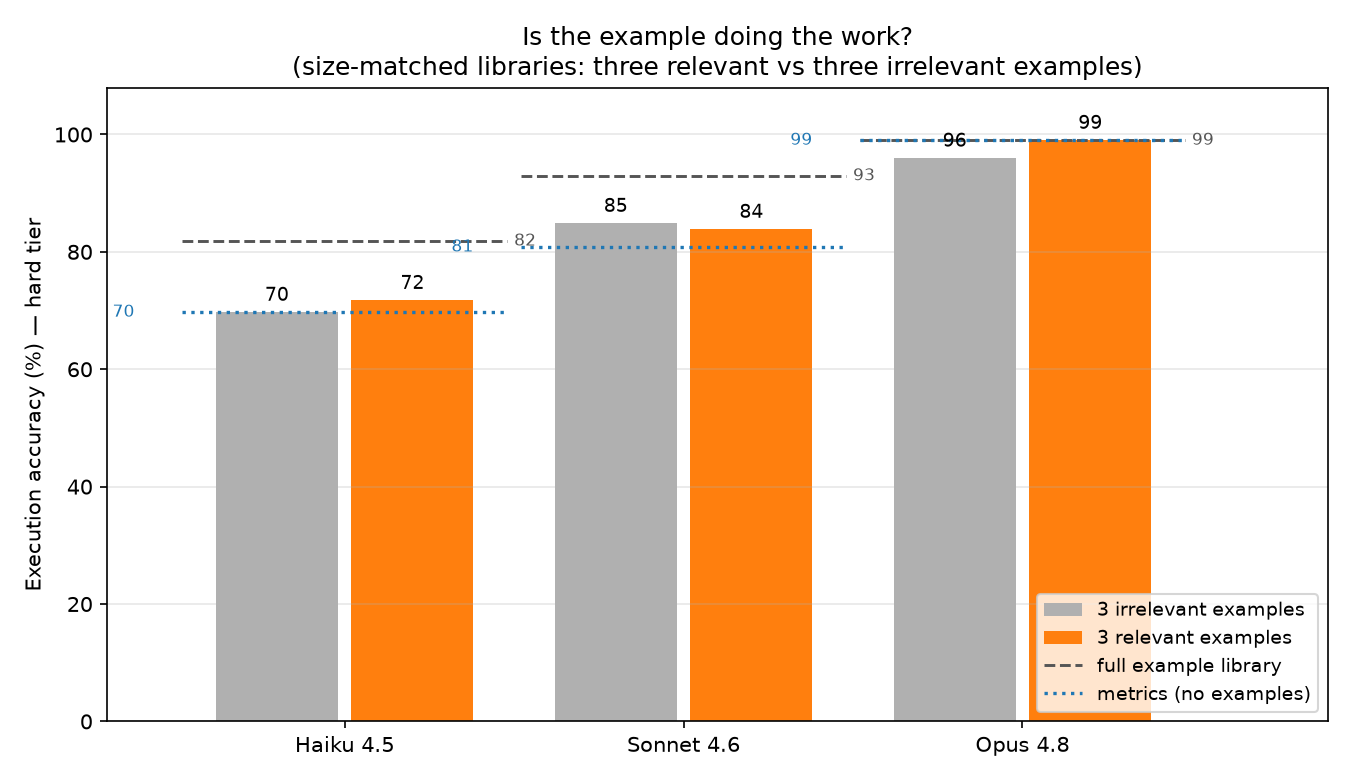 Is the example doing the work?
(size-matched libraries: three relevant vs three irrelevant examples)
Execution accuracy (%) — hard tier
100
80
60
40
20
0
70
70
72
81
82
85
84
93
99
96
99
99
Haiku 4.5
Sonnet 4.6
Opus 4.8
3 irrelevant examples
3 relevant examples
full example library
metrics (no examples)